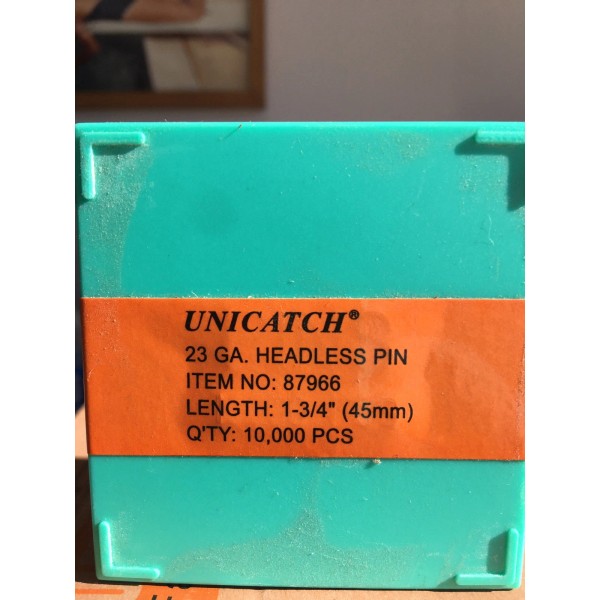 UNICATCH®
23 GA. HEADLESS PIN
ITEM NO: 87966
LENGTH: 1-3/4" (45mm)
Q'TY: 10,000 PCS